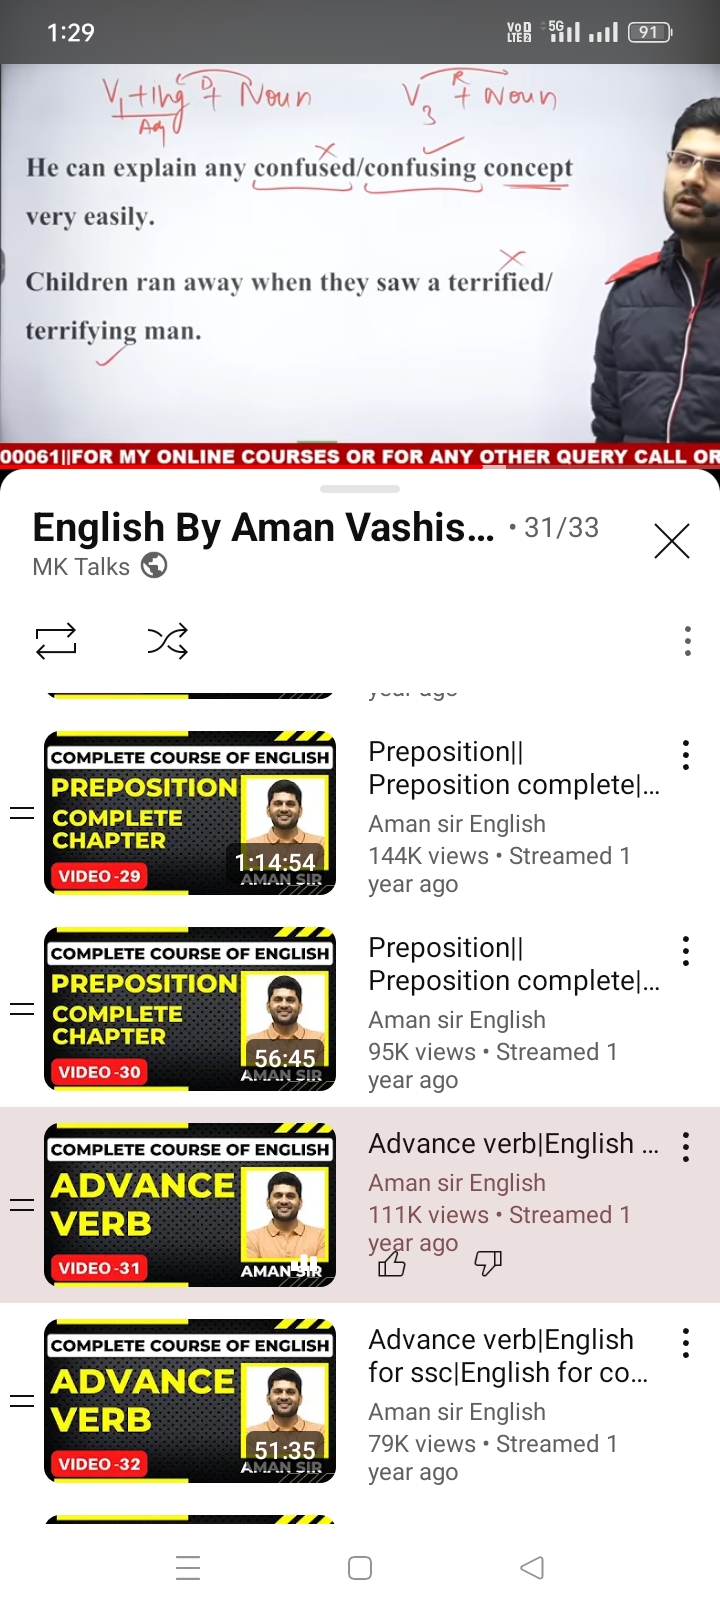 1:29
VoD LTE2 5G 91
V1+ing + Noun V3 + Noun
D R
Adj
He can explain any confused/confusing concept
very easily.
Children ran away when they saw a terrified/
terrifying man.
00061||FOR MY ONLINE COURSES OR FOR ANY OTHER QUERY CALL OR
English By Aman Vashis... • 31/33
MK Talks
year ago
COMPLETE COURSE OF ENGLISH
PREPOSITION
COMPLETE
CHAPTER
VIDEO -29
1:14:54
AMAN SIR
Preposition||
Preposition complete|...
Aman sir English
144K views • Streamed 1
year ago
COMPLETE COURSE OF ENGLISH
PREPOSITION
COMPLETE
CHAPTER
VIDEO -30
56:45
AMAN SIR
Preposition||
Preposition complete|...
Aman sir English
95K views • Streamed 1
year ago
COMPLETE COURSE OF ENGLISH
ADVANCE
VERB
VIDEO -31
AMAN SIR
Advance verb|English ...
Aman sir English
111K views • Streamed 1
year ago
COMPLETE COURSE OF ENGLISH
ADVANCE
VERB
VIDEO -32
51:35
AMAN SIR
Advance verb|English
for ssc|English for co...
Aman sir English
79K views • Streamed 1
year ago